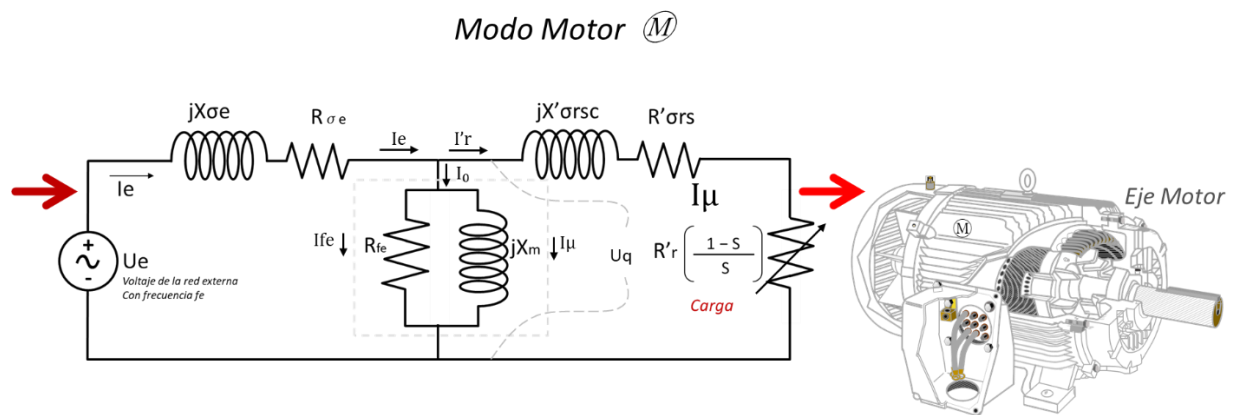 Modo Motor Ⓜ
jXσe
R σ e
Ie
I'r
I₀
jX'σrsc
R'σrs
Ie
Ue
Voltaje de la red externa
Con frecuencia fe
Ife
Rfe
jXm
Iμ
Uq
Iμ
R'r ( 1 – S / S )
Carga
Eje Motor
M
+
-